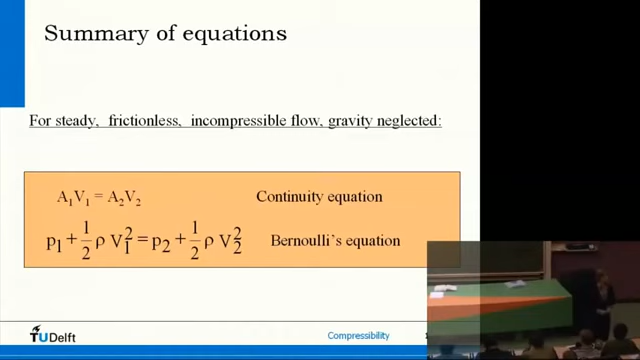 Summary of equations
For steady, frictionless, incompressible flow, gravity neglected:
A₁V₁ = A₂V₂ Continuity equation
p₁ + 1/2 ρ V₁² = p₂ + 1/2 ρ V₂² Bernoulli's equation
TUDelft Compressibility